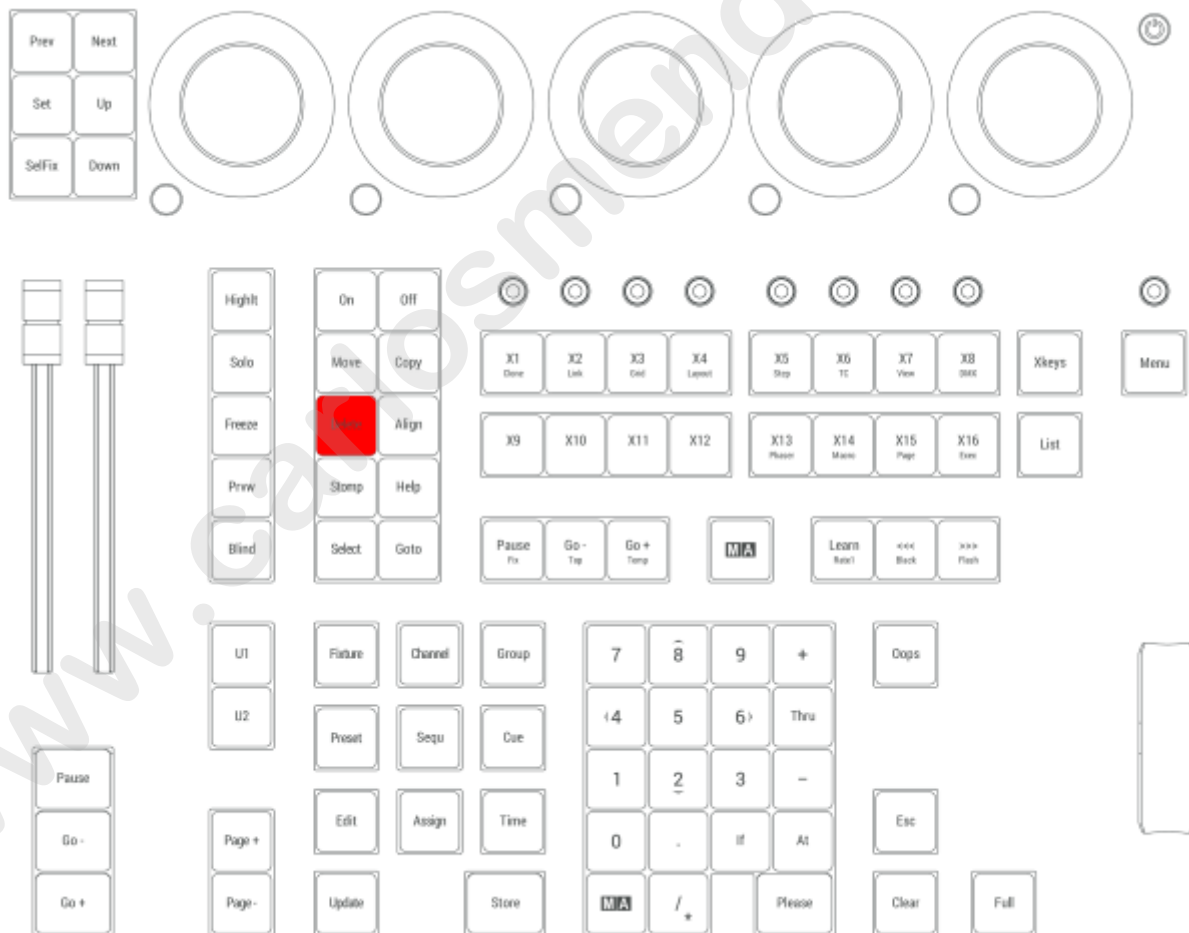 Prev Next
Set Up
SelFix Down
Highlt On Off
Solo Move Copy
X1 X2 X3 X4 X5 X6 X7 X8 Xkeys Menu
Clone Link Grid Layout Step TC View DMX
Freeze Delete Align
X9 X10 X11 X12 X13 X14 X15 X16 List
Phaser Macro Page Exec
Prvw Stomp Help
Blind Select Goto
Pause Go - Go + MA Learn <<< >>>
Fix Top Temp Rate1 Black Flash
U1 Fixture Channel Group 7 8 9 + Oops
U2 4 5 6 Thru
Preset Sequ Cue
Pause 1 2 3 -
Edit Assign Time Esc
Go - Page + 0 . If At
Go + Page - Update Store MA / * Please Clear Full
www.carlosmend